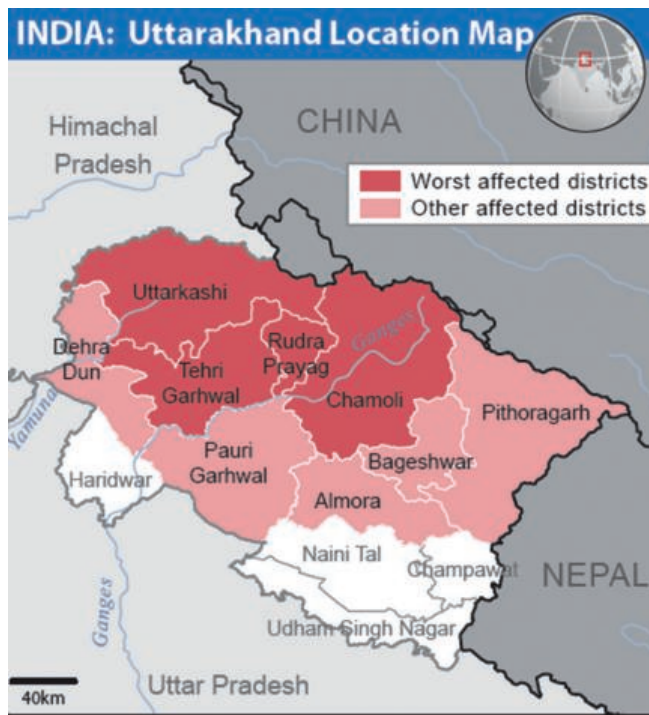 INDIA: Uttarakhand Location Map
CHINA
Himachal
Pradesh
Worst affected districts
Other affected districts
Uttarkashi
Dehra
Dun
Tehri
Garhwal
Rudra
Prayag
Ganges
Chamoli
Pithoragarh
Yamuna
Haridwar
Pauri
Garhwal
Bageshwar
Almora
Naini Tal
Champawat
NEPAL
Ganges
Udham Singh Nagar
Uttar Pradesh
40km